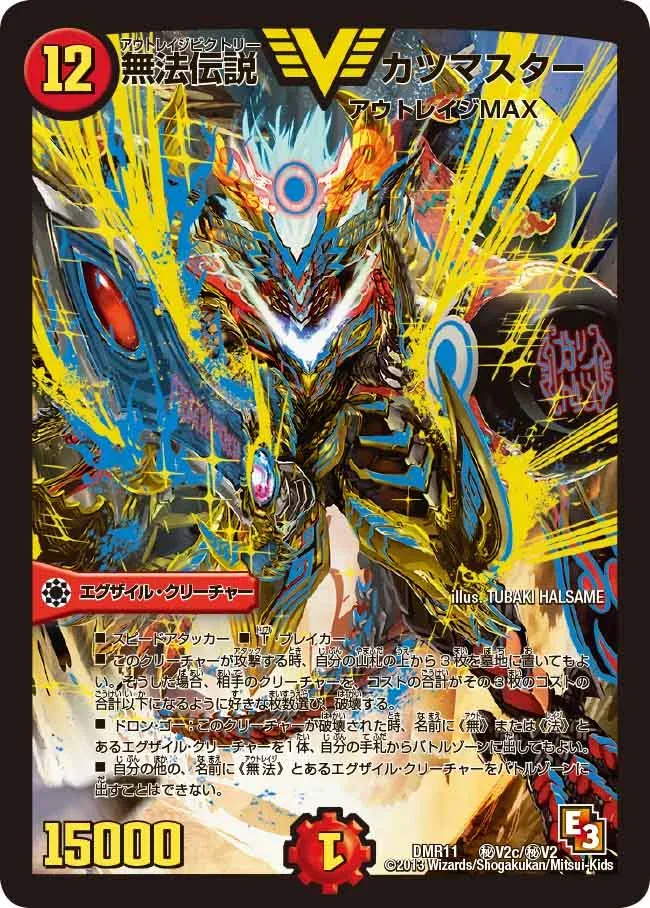 アウトレイジビクトリー
12 無法伝説 カツマスター
アウトレイジMAX
エグザイル・クリーチャー
illus. TUBAKI HALSAME
■ スピードアタッカー ■ T・ブレイカー
■ このクリーチャーが攻撃する時、自分の山札の上から3枚を墓地に置いてもよ
い。そうした場合、相手のクリーチャーを、コストの合計がその3枚のコストの
合計以下になるように好きな枚数選び、破壊する。
■ ドロン・ゴー：このクリーチャーが破壊された時、名前に《無》または《法》と
あるエグザイル・クリーチャーを1体、自分の手札からバトルゾーンに出してもよい。
■ 自分の他の、名前に《無法》とあるエグザイル・クリーチャーをバトルゾーンに
出すことはできない。
15000
1
DMR11 ㊙V2c/㊙V2
©2013 Wizards/Shogakukan/Mitsui-Kids
E3